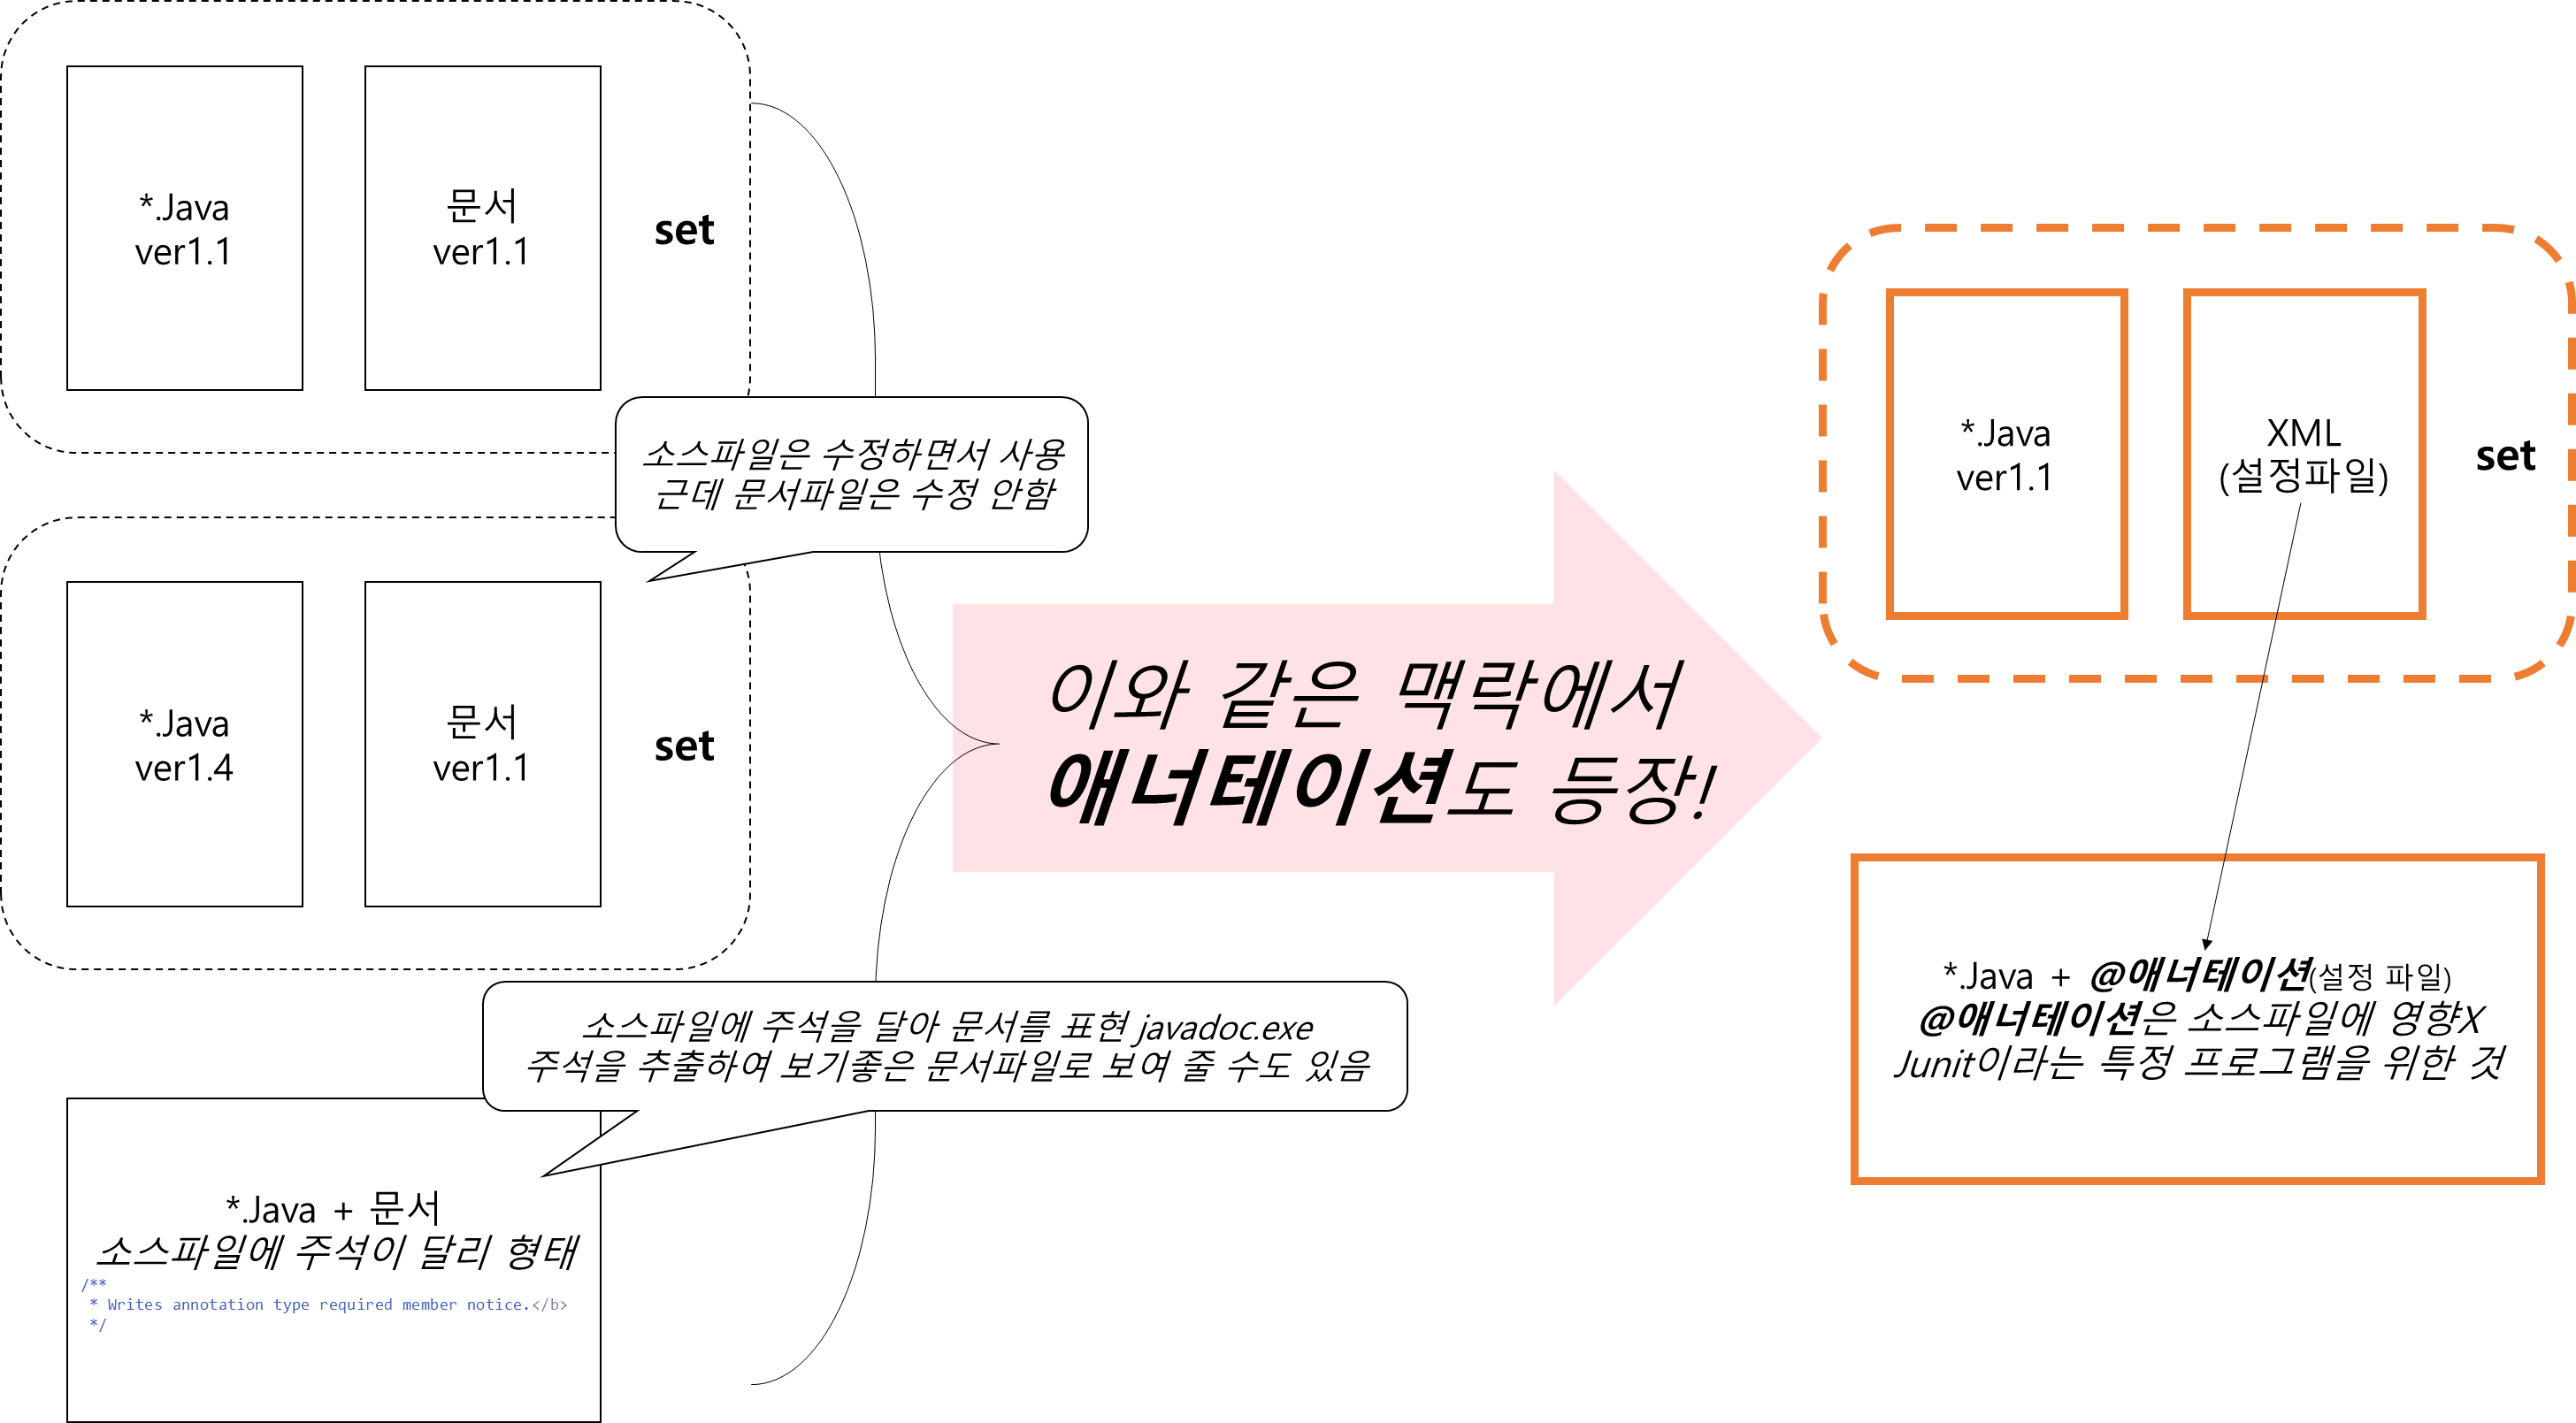 *.Java
ver1.1
문서
ver1.1
set
소스파일은 수정하면서 사용
근데 문서파일은 수정 안함
*.Java
ver1.4
문서
ver1.1
set
소스파일에 주석을 달아 문서를 표현 javadoc.exe
주석을 추출하여 보기좋은 문서파일로 보여 줄 수도 있음
*.Java + 문서
소스파일에 주석이 달리 형태
/**
* Writes annotation type required member notice.</b>
*/
이와 같은 맥락에서
애너테이션도 등장!
*.Java
ver1.1
XML
(설정파일)
set
*.Java + @애너테이션(설정 파일)
@애너테이션은 소스파일에 영향X
Junit이라는 특정 프로그램을 위한 것